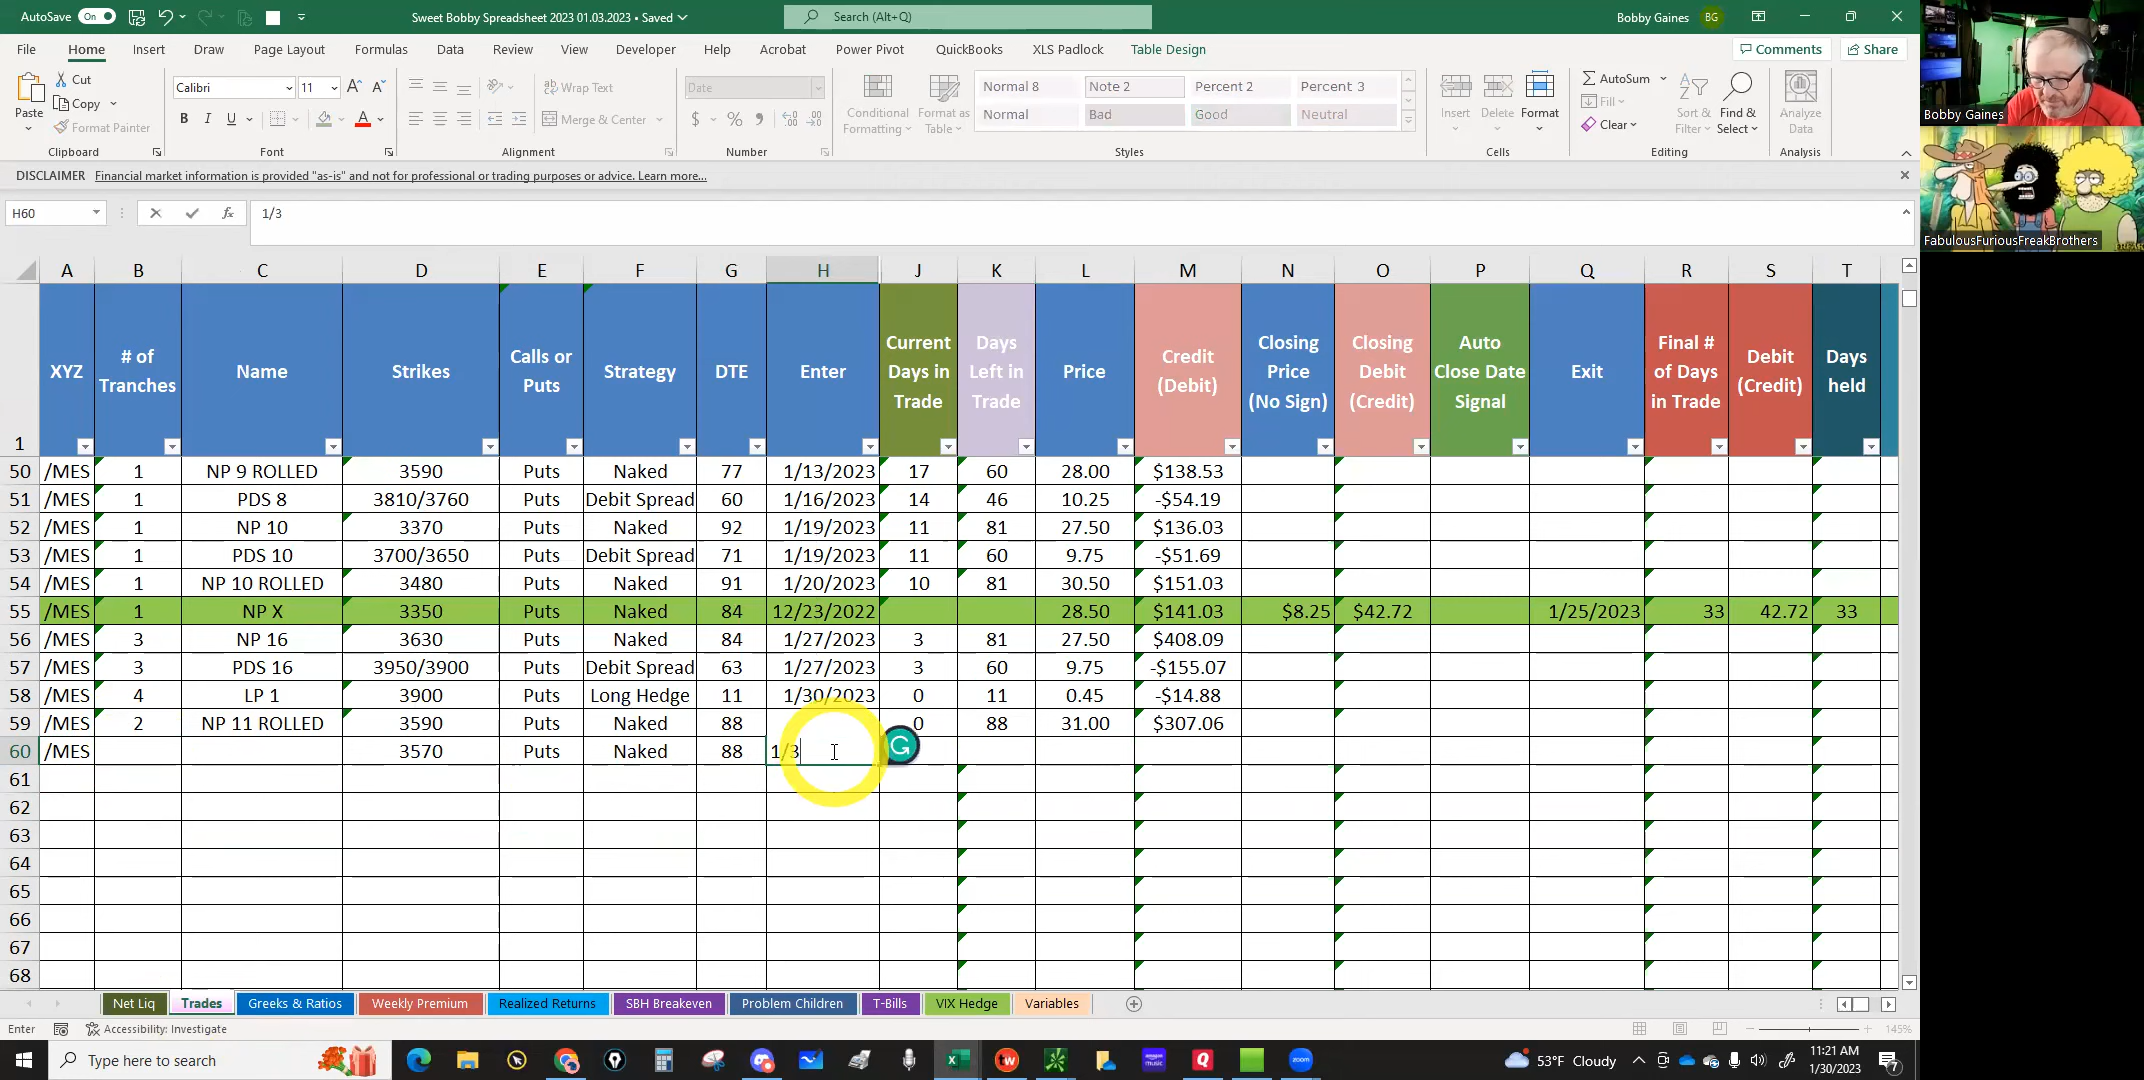 AutoSave On Sweet Bobby Spreadsheet 2023 01.03.2023 • Saved Search (Alt+Q) Bobby Gaines BG
File Home Insert Draw Page Layout Formulas Data Review View Developer Help Acrobat Power Pivot QuickBooks XLS Padlock Table Design Comments Share
Paste Cut Copy Format Painter Clipboard
Calibri 11 A A B I U A Font
Wrap Text Merge & Center Alignment
Date $ % Number
Conditional Formatting Format as Table Normal 8 Note 2 Percent 2 Percent 3
Normal Bad Good Neutral Styles
Insert Delete Format Cells
AutoSum Fill Clear Sort & Filter Find & Select Editing
Analyze Data Analysis
DISCLAIMER Financial market information is provided "as-is" and not for professional or trading purposes or advice. Learn more...
H60 fx 1/3
A B C D E F G H J K L M N O P Q R S T
1 XYZ # of Tranches Name Strikes Calls or Puts Strategy DTE Enter Current Days in Trade Days Left in Trade Price Credit (Debit) Closing Price (No Sign) Closing Debit (Credit) Auto Close Date Signal Exit Final # of Days in Trade Debit (Credit) Days held
50 /MES 1 NP 9 ROLLED 3590 Puts Naked 77 1/13/2023 17 60 28.00 $138.53
51 /MES 1 PDS 8 3810/3760 Puts Debit Spread 60 1/16/2023 14 46 10.25 -$54.19
52 /MES 1 NP 10 3370 Puts Naked 92 1/19/2023 11 81 27.50 $136.03
53 /MES 1 PDS 10 3700/3650 Puts Debit Spread 71 1/19/2023 11 60 9.75 -$51.69
54 /MES 1 NP 10 ROLLED 3480 Puts Naked 91 1/20/2023 10 81 30.50 $151.03
55 /MES 1 NP X 3350 Puts Naked 84 12/23/2022 28.50 $141.03 $8.25 $42.72 1/25/2023 33 42.72 33
56 /MES 3 NP 16 3630 Puts Naked 84 1/27/2023 3 81 27.50 $408.09
57 /MES 3 PDS 16 3950/3900 Puts Debit Spread 63 1/27/2023 3 60 9.75 -$155.07
58 /MES 4 LP 1 3900 Puts Long Hedge 11 1/30/2023 0 11 0.45 -$14.88
59 /MES 2 NP 11 ROLLED 3590 Puts Naked 88 0 88 31.00 $307.06
60 /MES 3570 Puts Naked 88 1/3
61
62
63
64
65
66
67
68
Net Liq Trades Greeks & Ratios Weekly Premium Realized Returns SBH Breakeven Problem Children T-Bills VIX Hedge Variables
Enter Accessibility: Investigate 145%
Type here to search 53°F Cloudy 11:21 AM
1/30/2023 7
Bobby Gaines
FabulousFuriousFreakBrothers